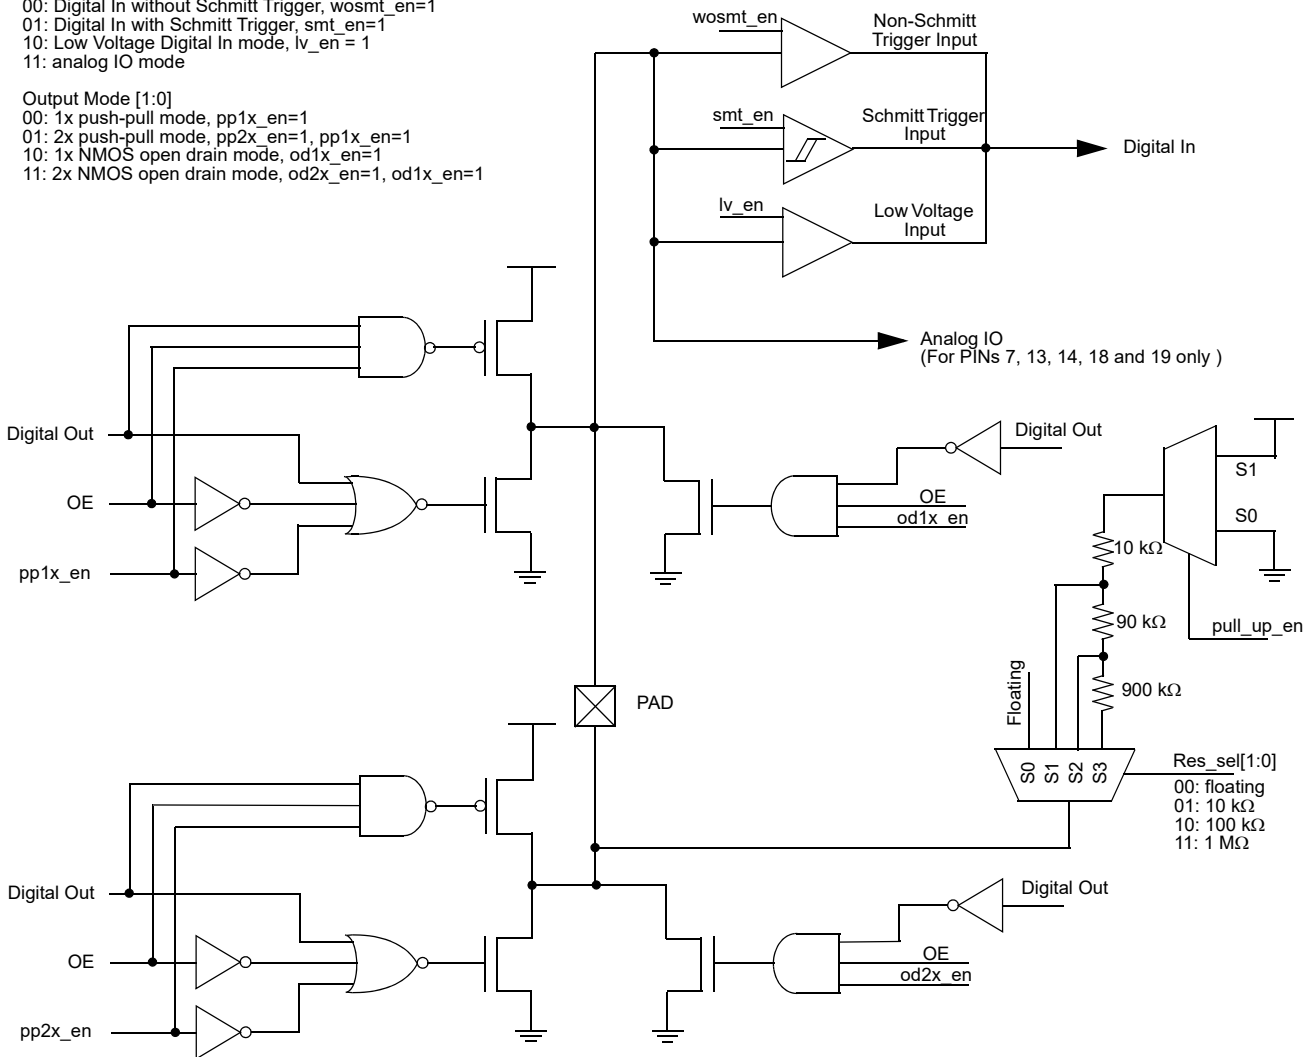 00: Digital In without Schmitt Trigger, wosmt_en=1
01: Digital In with Schmitt Trigger, smt_en=1
10: Low Voltage Digital In mode, lv_en = 1
11: analog IO mode
Output Mode [1:0]
00: 1x push-pull mode, pp1x_en=1
01: 2x push-pull mode, pp2x_en=1, pp1x_en=1
10: 1x NMOS open drain mode, od1x_en=1
11: 2x NMOS open drain mode, od2x_en=1, od1x_en=1
wosmt_en
Non-Schmitt
Trigger Input
smt_en
Schmitt Trigger
Input
Digital In
lv_en
Low Voltage
Input
Analog IO
(For PINs 7, 13, 14, 18 and 19 only )
Digital Out
OE
pp1x_en
Digital Out
OE
od1x_en
S1
S0
10 kΩ
90 kΩ
pull_up_en
900 kΩ
Floating
PAD
S0
S1
S2
S3
Res_sel[1:0]
00: floating
01: 10 kΩ
10: 100 kΩ
11: 1 MΩ
Digital Out
OE
pp2x_en
Digital Out
OE
od2x_en